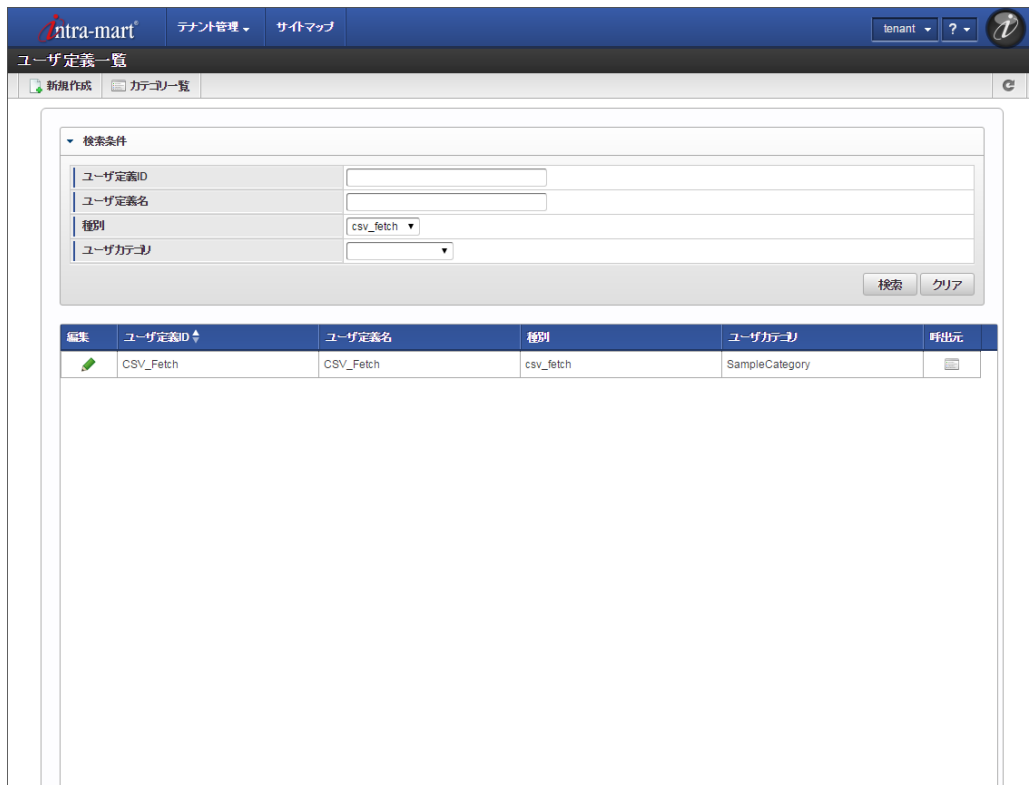 intra-mart テナント管理 サイトマップ tenant ?
ユーザ定義一覧
新規作成 カテゴリ一覧
検索条件
ユーザ定義ID
ユーザ定義名
種別 csv_fetch
ユーザカテゴリ
検索 クリア
編集 ユーザ定義ID ユーザ定義名 種別 ユーザカテゴリ 呼出元
CSV_Fetch CSV_Fetch csv_fetch SampleCategory